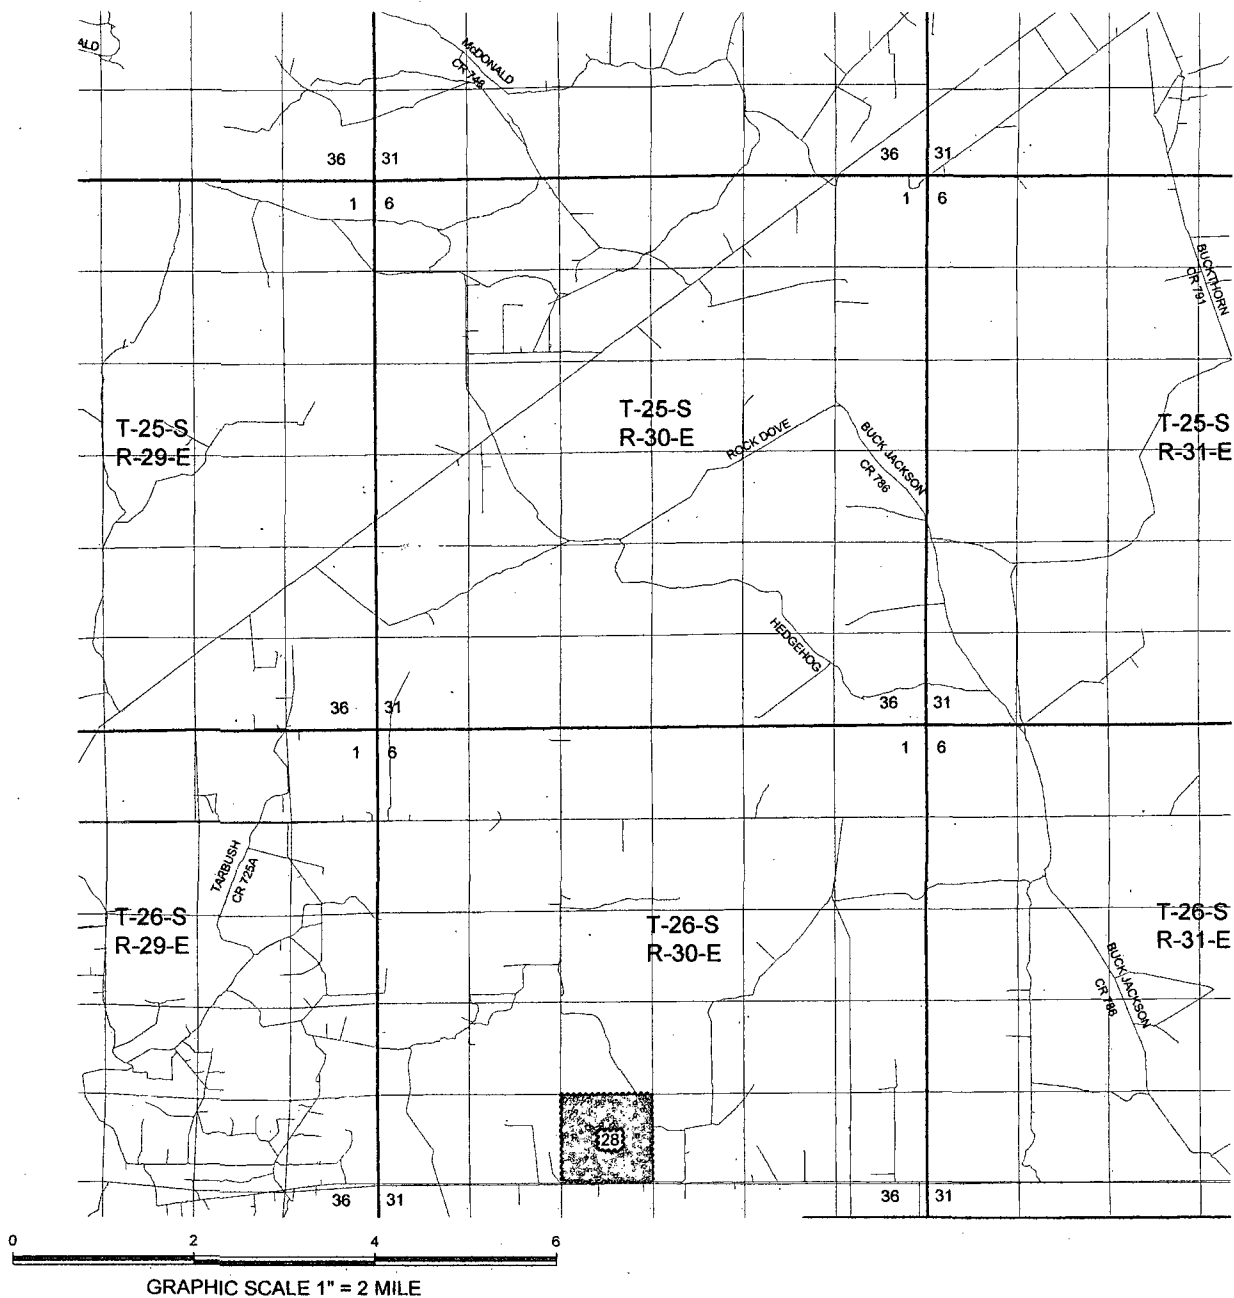 ALD
McDONALD
CR 748
36 31
36 31
1 6
1 6
BUCKTHORN
CR 791
T-25-S
R-29-E
T-25-S
R-30-E
ROCK DOVE
BUCK JACKSON
CR 786
T-25-S
R-31-E
HEDGEHOG
36 31
36 31
1 6
1 6
TARBUSH
CR 725A
T-26-S
R-29-E
T-26-S
R-30-E
T-26-S
R-31-E
BUCK JACKSON
CR 786
28
36 31
36 31
0 2 4 6
GRAPHIC SCALE 1" = 2 MILE